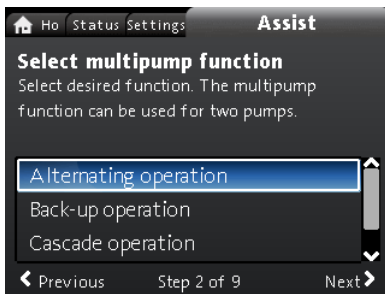 Ho Status Settings Assist
Select multipump function
Select desired function. The multipump
function can be used for two pumps.
Alternating operation
Back-up operation
Cascade operation
Previous Step 2 of 9 Next